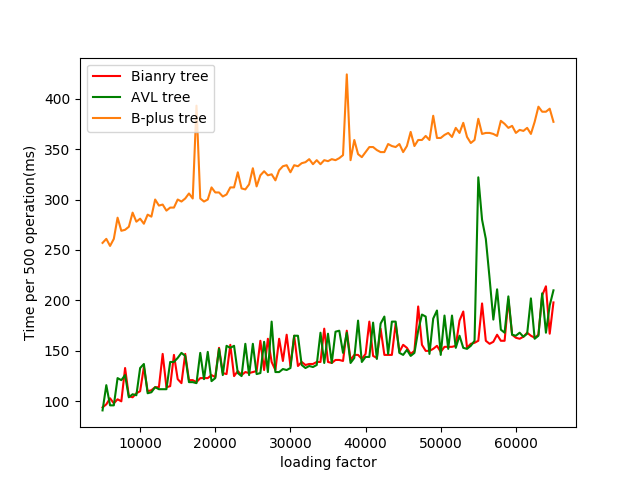 Bianry tree
AVL tree
B-plus tree
Time per 500 operation(ms)
400
350
300
250
200
150
100
10000 20000 30000 40000 50000 60000
loading factor